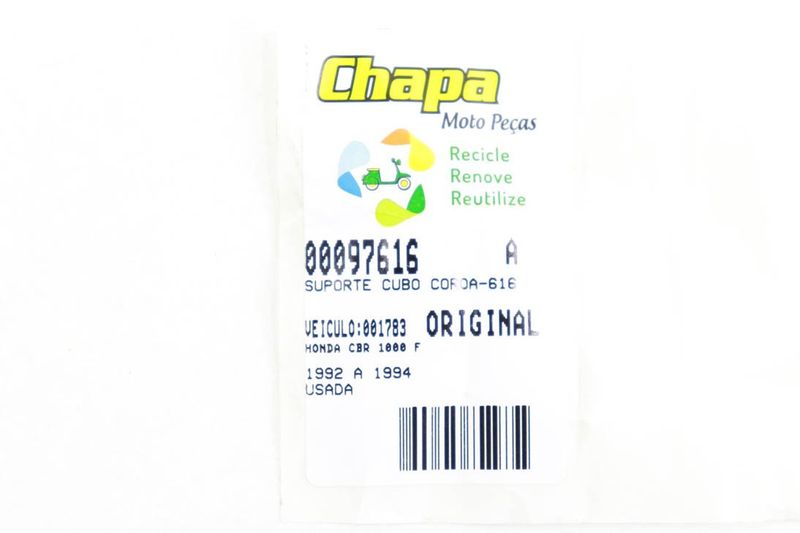 Chapa
Moto Peças
Recicle
Renove
Reutilize
00097616 A
SUPORTE CUBO COROA-616
VEICULO:001783 ORIGINAL
HONDA CBR 1000 F
1992 A 1994
USADA